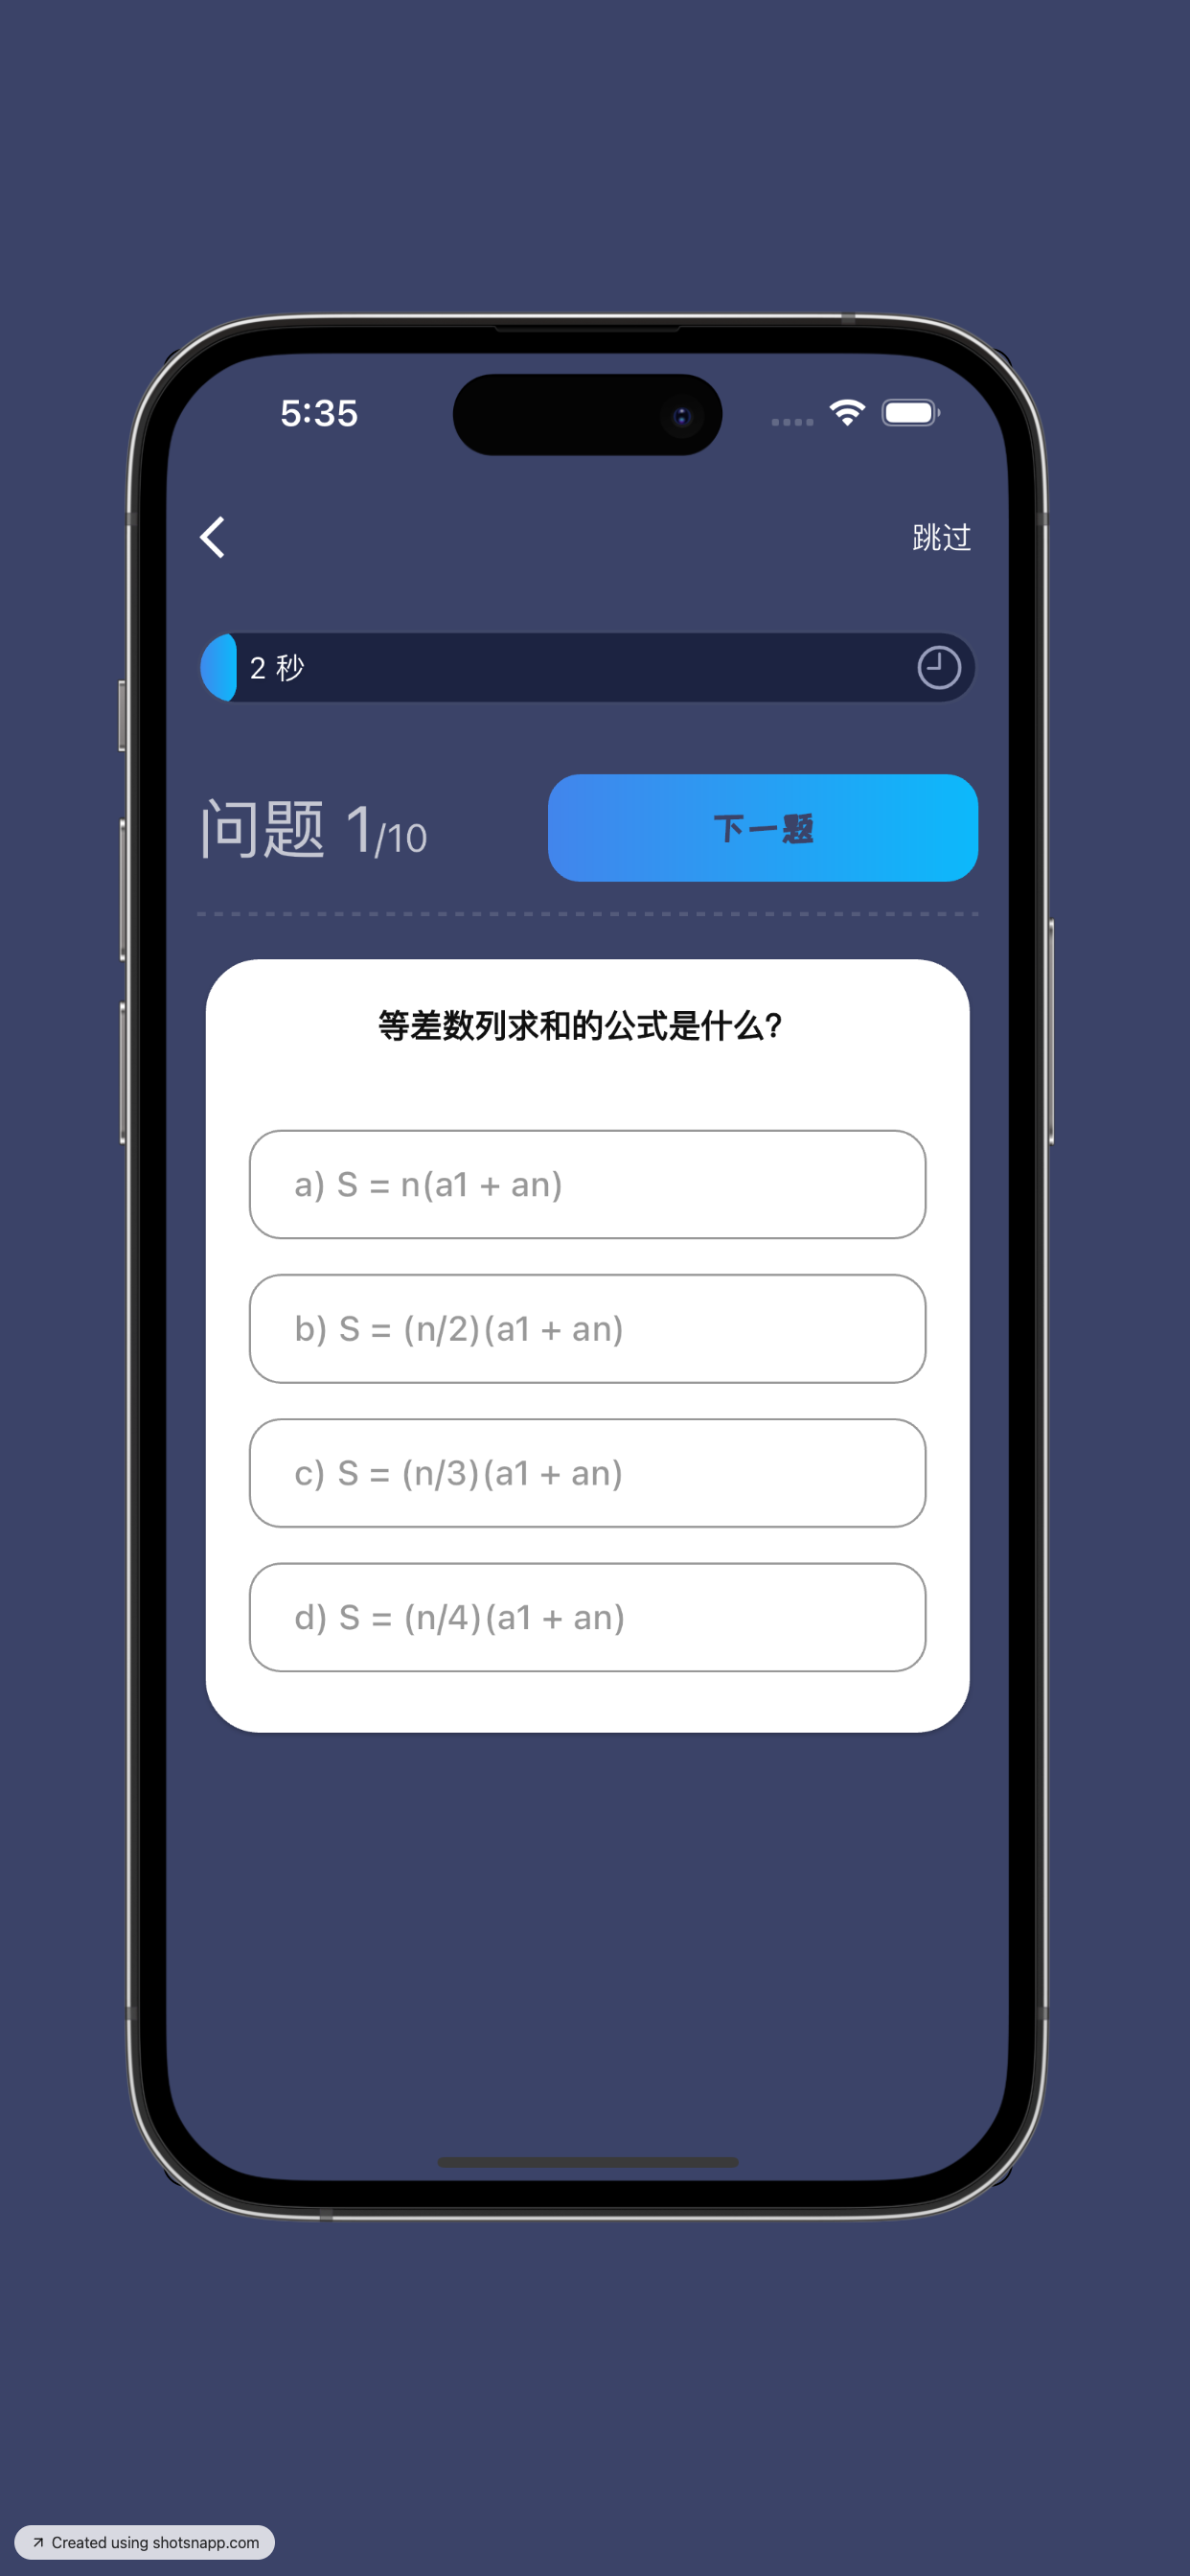 5:35
跳过
2 秒
问题 1/10
下一题
等差数列求和的公式是什么?
a) S = n(a1 + an)
b) S = (n/2)(a1 + an)
c) S = (n/3)(a1 + an)
d) S = (n/4)(a1 + an)
Created using shotsnapp.com